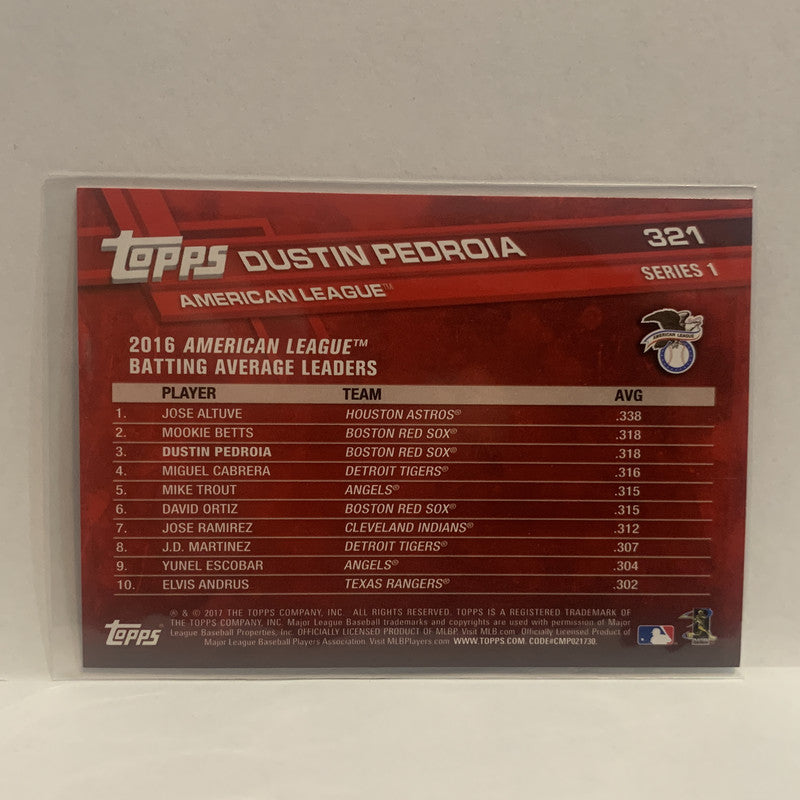 topps DUSTIN PEDROIA 321
AMERICAN LEAGUE™ SERIES 1
AMERICAN LEAGUE
2016 AMERICAN LEAGUE™
BATTING AVERAGE LEADERS
PLAYER TEAM AVG
1. JOSE ALTUVE HOUSTON ASTROS® .338
2. MOOKIE BETTS BOSTON RED SOX® .318
3. DUSTIN PEDROIA BOSTON RED SOX® .318
4. MIGUEL CABRERA DETROIT TIGERS® .316
5. MIKE TROUT ANGELS® .315
6. DAVID ORTIZ BOSTON RED SOX® .315
7. JOSE RAMIREZ CLEVELAND INDIANS® .312
8. J.D. MARTINEZ DETROIT TIGERS® .307
9. YUNEL ESCOBAR ANGELS® .304
10. ELVIS ANDRUS TEXAS RANGERS® .302
topps®
® & © 2017 THE TOPPS COMPANY, INC. ALL RIGHTS RESERVED. TOPPS IS A REGISTERED TRADEMARK OF
THE TOPPS COMPANY, INC. Major League Baseball trademarks and copyrights are used with permission of Major
League Baseball Properties, Inc. OFFICIALLY LICENSED PRODUCT OF MLBP. Visit MLB.com. Officially Licensed Product of
Major League Baseball Players Association. Visit MLBPlayers.com WWW.TOPPS.COM. CODE#CMP021730.